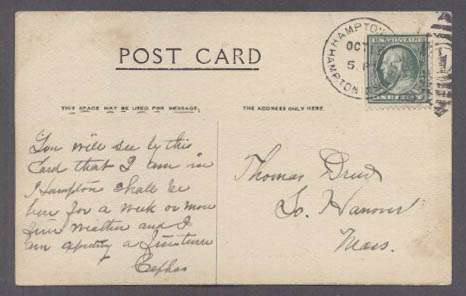 POST CARD
HAMPTON
OCT
5 P
HAMPTON
THIS SPACE MAY BE USED FOR MESSAGE.
THE ADDRESS ONLY HERE.
You will see by this
Card that I am in
Hampton shall be
here for a week or more
fine weather and I
am a fine time
Cephas
Thomas Drew
So. Hanover
Mass.